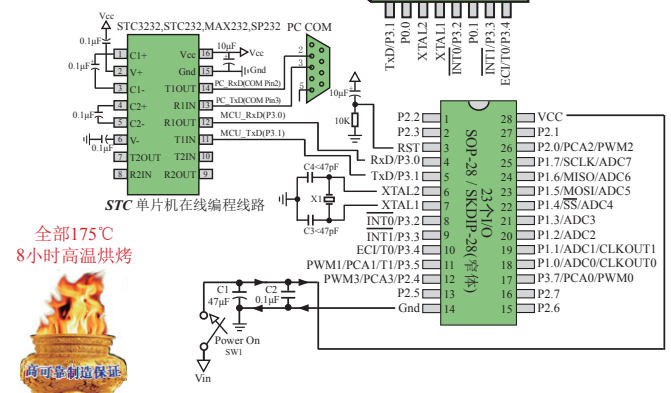 TxD/P3.1
P0.0
XTAL2
XTAL1
INT0/P3.2
P0.1
INT1/P3.3
ECI/T0/P3.4
STC3232,STC232,MAX232,SP232
PC COM
Vcc
0.1μF
0.1μF
0.1μF
0.1μF
1 C1+
2 V+
3 C1-
4 C2+
5 C2-
6 V-
7 T2OUT
8 R2IN
Vcc 16
Gnd 15
T1OUT 14
R1IN 13
R1OUT 12
T1IN 11
T2IN 10
R2OUT 9
10μF
Vcc
Gnd
PC_RxD(COM Pin2)
PC_TxD(COM Pin3)
MCU_RxD(P3.0)
MCU_TxD(P3.1)
2
3
5
STC 单片机在线编程线路
10μF
10K
C4<47pF
X1
C3<47pF
P2.2 1
P2.3 2
RST 3
RxD/P3.0 4
TxD/P3.1 5
XTAL2 6
XTAL1 7
INT0/P3.2 8
INT1/P3.3 9
ECI/T0/P3.4 10
PWM1/PCA1/T1/P3.5 11
PWM3/PCA3/P2.4 12
P2.5 13
Gnd 14
23个I/O
SOP-28 / SKDIP-28(窄体)
28 VCC
27 P2.1
26 P2.0/PCA2/PWM2
25 P1.7/SCLK/ADC7
24 P1.6/MISO/ADC6
23 P1.5/MOSI/ADC5
22 P1.4/SS/ADC4
21 P1.3/ADC3
20 P1.2/ADC2
19 P1.1/ADC1/CLKOUT1
18 P1.0/ADC0/CLKOUT0
17 P3.7/PCA0/PWM0
16 P2.7
15 P2.6
C1
47μF
C2
0.1μF
Power On
SW1
Vin
全部175℃
8小时高温烘烤
高可靠制造保证